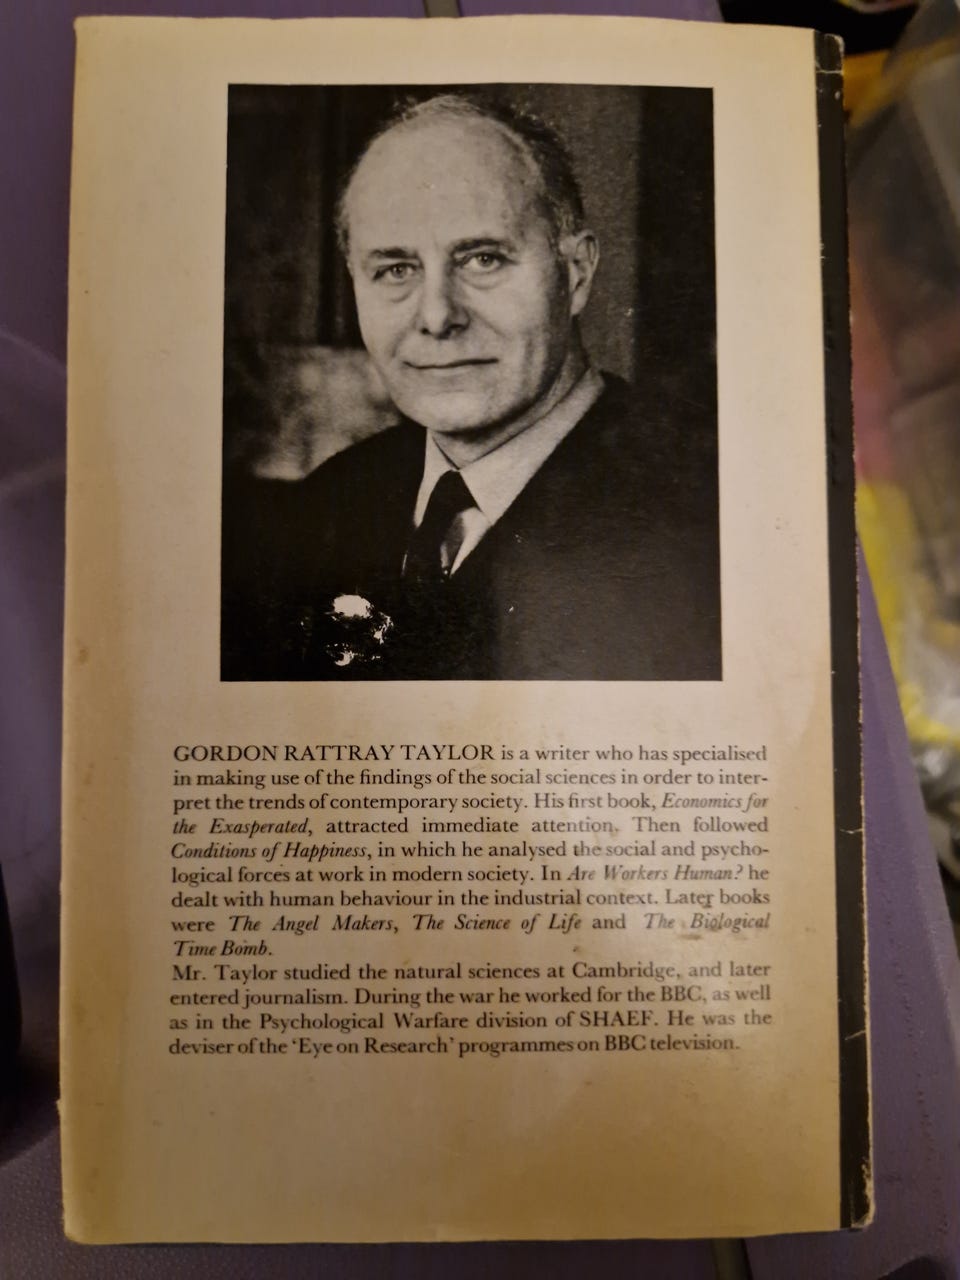 GORDON RATTRAY TAYLOR is a writer who has specialised
in making use of the findings of the social sciences in order to inter-
pret the trends of contemporary society. His first book, Economics for
the Exasperated, attracted immediate attention. Then followed
Conditions of Happiness, in which he analysed the social and psycho-
logical forces at work in modern society. In Are Workers Human? he
dealt with human behaviour in the industrial context. Later books
were The Angel Makers, The Science of Life and The Biological
Time Bomb.
Mr. Taylor studied the natural sciences at Cambridge, and later
entered journalism. During the war he worked for the BBC, as well
as in the Psychological Warfare division of SHAEF. He was the
deviser of the ‘Eye on Research’ programmes on BBC television.